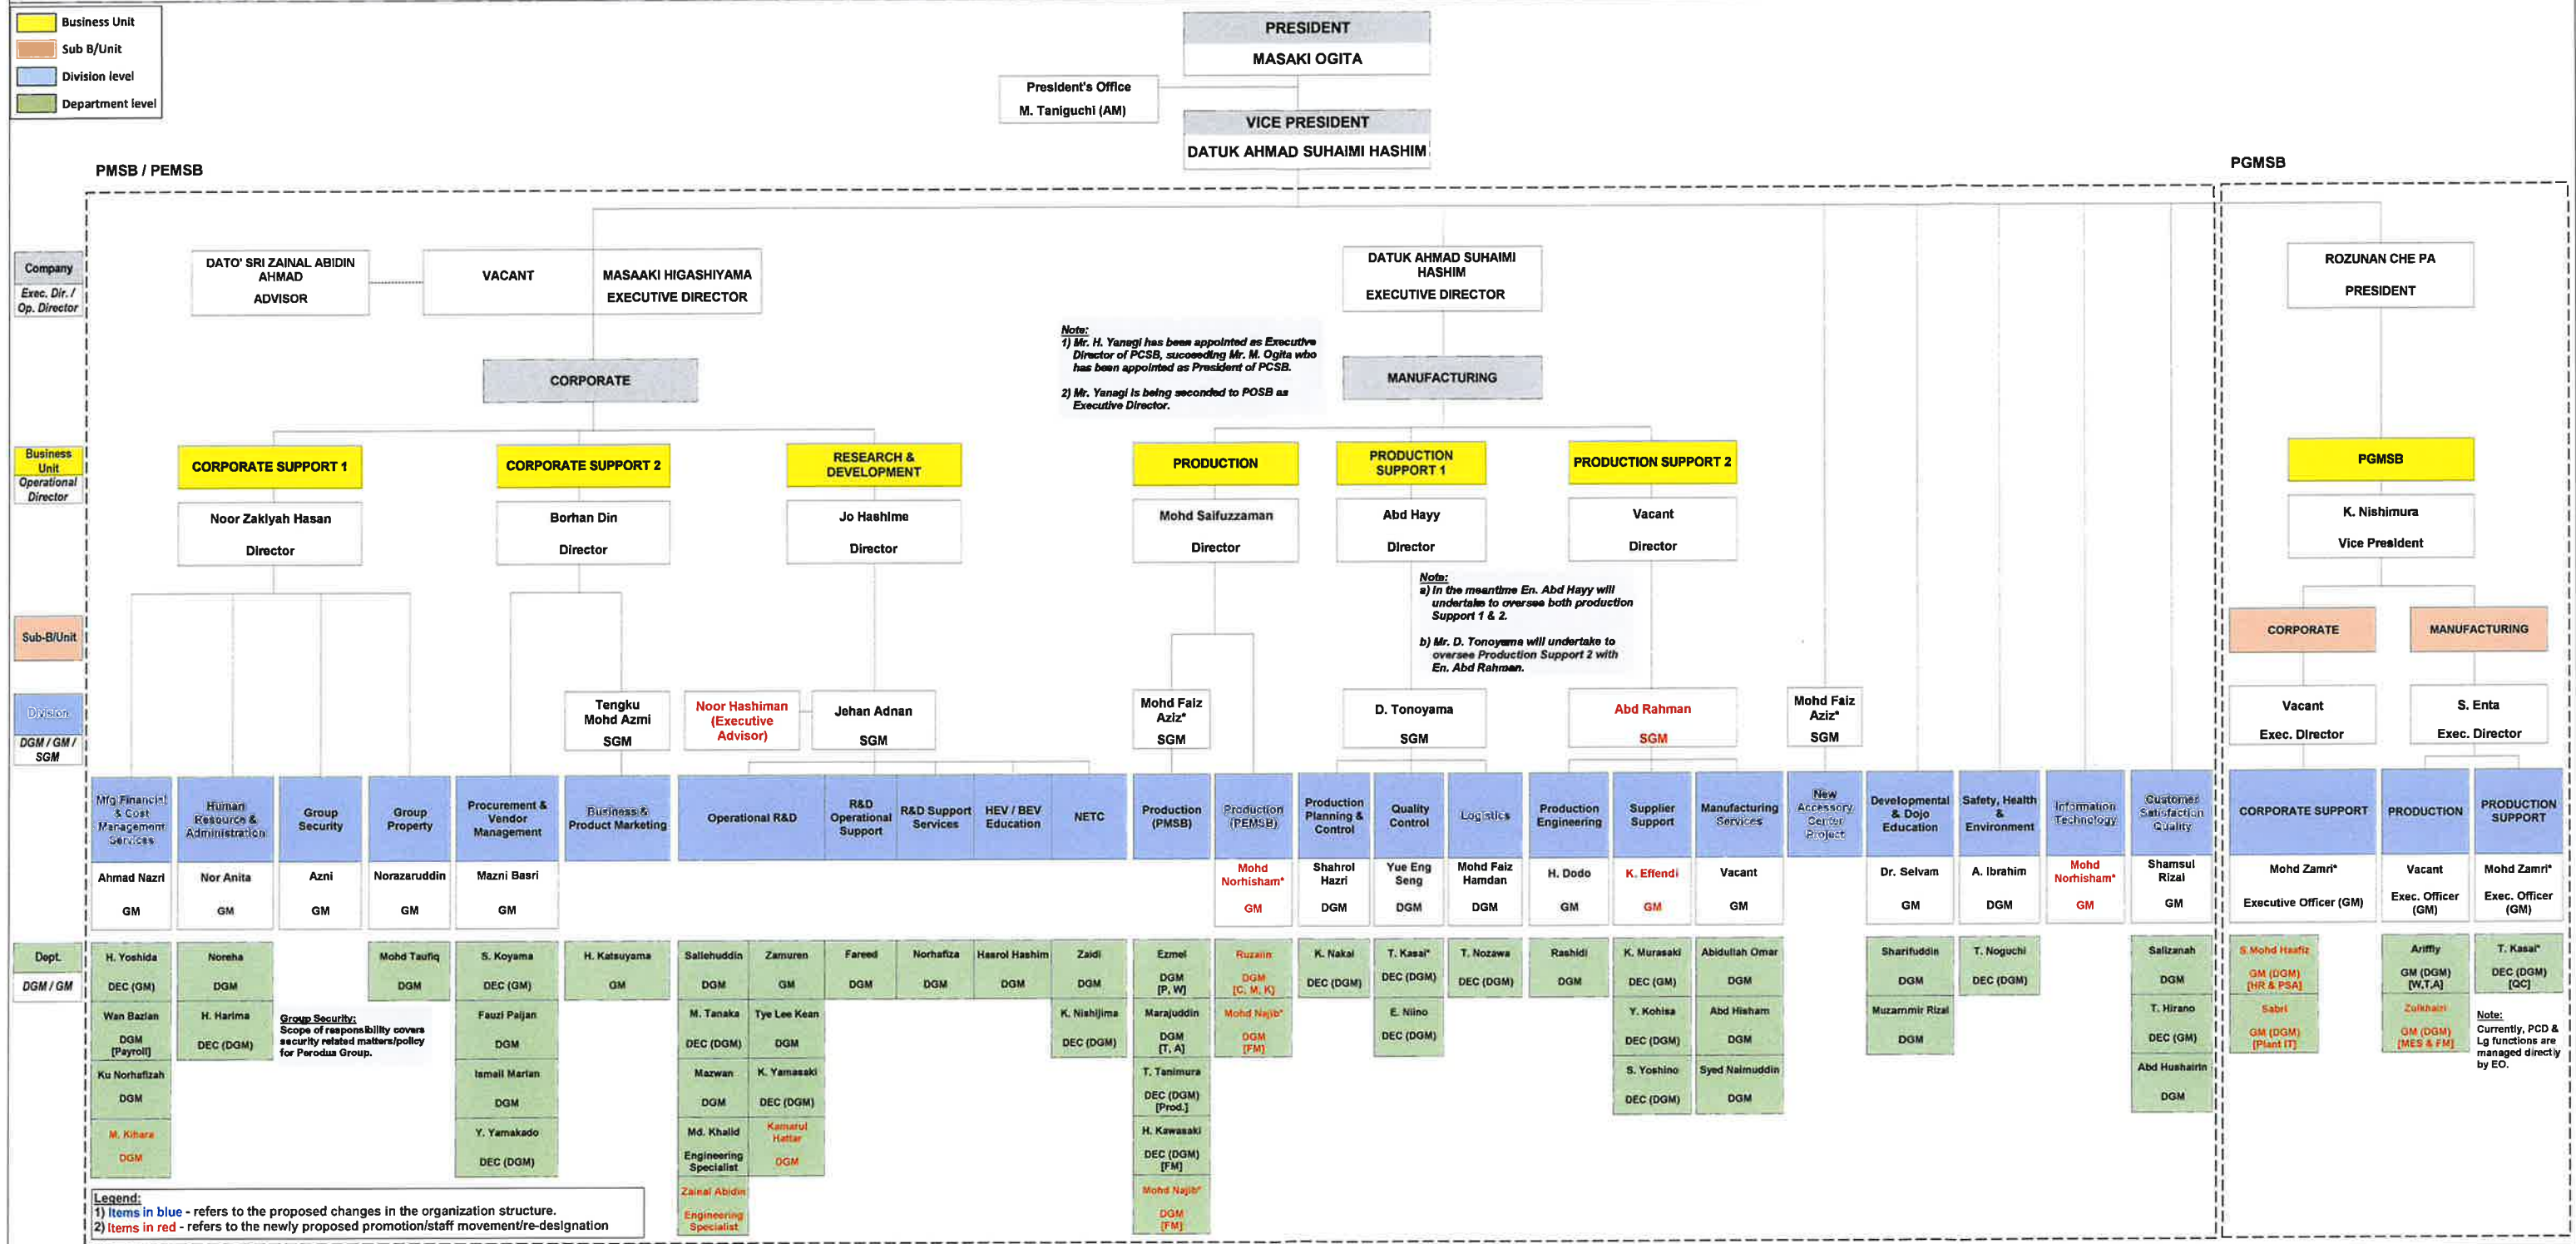 Business Unit
Sub B/Unit
Division level
Department level
PRESIDENT
MASAKI OGITA
President's Office
M. Taniguchi (AM)
VICE PRESIDENT
DATUK AHMAD SUHAIMI HASHIM
PMSB / PEMSB
PGMSB
Company
Exec. Dir. /
Op. Director
DATO' SRI ZAINAL ABIDIN
AHMAD
ADVISOR
VACANT
MASAAKI HIGASHIYAMA
EXECUTIVE DIRECTOR
DATUK AHMAD SUHAIMI
HASHIM
EXECUTIVE DIRECTOR
ROZUNAN CHE PA
PRESIDENT
Note:
1) Mr. H. Yanagi has been appointed as Executive
Director of PCSB, succeeding Mr. M. Ogita who
has been appointed as President of PCSB.
2) Mr. Yanagi is being seconded to POSB as
Executive Director.
CORPORATE
MANUFACTURING
Business
Unit
Operational
Director
CORPORATE SUPPORT 1
CORPORATE SUPPORT 2
RESEARCH &
DEVELOPMENT
PRODUCTION
PRODUCTION
SUPPORT 1
PRODUCTION SUPPORT 2
PGMSB
Noor Zakiyah Hasan
Director
Borhan Din
Director
Jo Hashime
Director
Mohd Saifuzzaman
Director
Abd Hayy
Director
Vacant
Director
K. Nishimura
Vice President
Note:
a) In the meantime En. Abd Hayy will
undertake to oversee both production
Support 1 & 2.
b) Mr. D. Tonoyama will undertake to
oversee Production Support 2 with
En. Abd Rahman.
Sub-B/Unit
CORPORATE
MANUFACTURING
Division
DGM / GM /
SGM
Tengku
Mohd Azmi
SGM
Noor Hashiman
(Executive
Advisor)
Jehan Adnan
SGM
Mohd Faiz
Aziz*
SGM
D. Tonoyama
SGM
Abd Rahman
SGM
Mohd Faiz
Aziz*
SGM
Vacant
Exec. Director
S. Enta
Exec. Director
Mfg Financial
& Cost
Management
Services
Human
Resource &
Administration
Group
Security
Group
Property
Procurement &
Vendor
Management
Business &
Product Marketing
Operational R&D
R&D
Operational
Support
R&D Support
Services
HEV / BEV
Education
NETC
Production
(PMSB)
Production
(PEMSB)
Production
Planning &
Control
Quality
Control
Logistics
Production
Engineering
Supplier
Support
Manufacturing
Services
New
Accessory
Center
Project
Developmental
& Dojo
Education
Safety, Health
&
Environment
Information
Technology
Customer
Satisfaction
Quality
CORPORATE SUPPORT
PRODUCTION
PRODUCTION
SUPPORT
Ahmad Nazri
GM
Nor Anita
GM
Azni
GM
Norazaruddin
GM
Mazni Basri
GM
Mohd
Norhisham*
GM
Shahrol
Hazri
DGM
Yue Eng
Seng
DGM
Mohd Faiz
Hamdan
DGM
H. Dodo
GM
K. Effendi
GM
Vacant
GM
Dr. Selvam
GM
A. Ibrahim
DGM
Mohd
Norhisham*
GM
Shamsul
Rizal
GM
Mohd Zamri*
Executive Officer (GM)
Vacant
Exec. Officer
(GM)
Mohd Zamri*
Exec. Officer
(GM)
Dept.
DGM / GM
H. Yoshida
DEC (GM)
Wan Bazlan
DGM
[Payroll]
Ku Norhafizah
DGM
M. Kihara
DGM
Noreha
DGM
H. Harima
DEC (DGM)
Group Security:
Scope of responsibility covers
security related matters/policy
for Perodua Group.
Mohd Taufiq
DGM
S. Koyama
DEC (GM)
Fauzi Paijan
DGM
Ismail Marlan
DGM
Y. Yamakado
DEC (DGM)
H. Katsuyama
GM
Sallehuddin
DGM
M. Tanaka
DEC (DGM)
Mazwan
DGM
Md. Khalid
Engineering
Specialist
Zainal Abidin
Engineering
Specialist
Zamuren
GM
Tye Lee Kean
DGM
K. Yamasaki
DEC (DGM)
Kamarul
Hattar
DGM
Fareed
DGM
Norhafiza
DGM
Hasrol Hashim
DGM
Zaidi
DGM
K. Nishijima
DEC (DGM)
Ezmel
DGM
[P, W]
Marajuddin
DGM
[T, A]
T. Tanimura
DEC (DGM)
[Prod.]
H. Kawasaki
DEC (DGM)
[FM]
Mohd Najib*
DGM
[FM]
Ruzalin
DGM
[C, M, K]
Mohd Najib*
DGM
[FM]
K. Nakai
DEC (DGM)
T. Kasai*
DEC (DGM)
E. Niino
DEC (DGM)
T. Nozawa
DEC (DGM)
Rashidi
DGM
K. Murasaki
DEC (GM)
Y. Kohisa
DEC (DGM)
S. Yoshino
DEC (DGM)
Abidullah Omar
DGM
Abd Hisham
DGM
Syed Naimuddin
DGM
Sharifuddin
DGM
Muzammir Rizal
DGM
T. Noguchi
DEC (DGM)
Salizanah
DGM
T. Hirano
DEC (GM)
Abd Hushairin
DGM
S.Mohd Haafiz
GM (DGM)
[HR & PSA]
Sabri
GM (DGM)
[Plant IT]
Ariffly
GM (DGM)
[W,T,A]
Zulkhairi
GM (DGM)
[MES & FM]
T. Kasai*
DEC (DGM)
[QC]
Note:
Currently, PCD &
Lg functions are
managed directly
by EO.
Legend:
1) Items in blue - refers to the proposed changes in the organization structure.
2) Items in red - refers to the newly proposed promotion/staff movement/re-designation